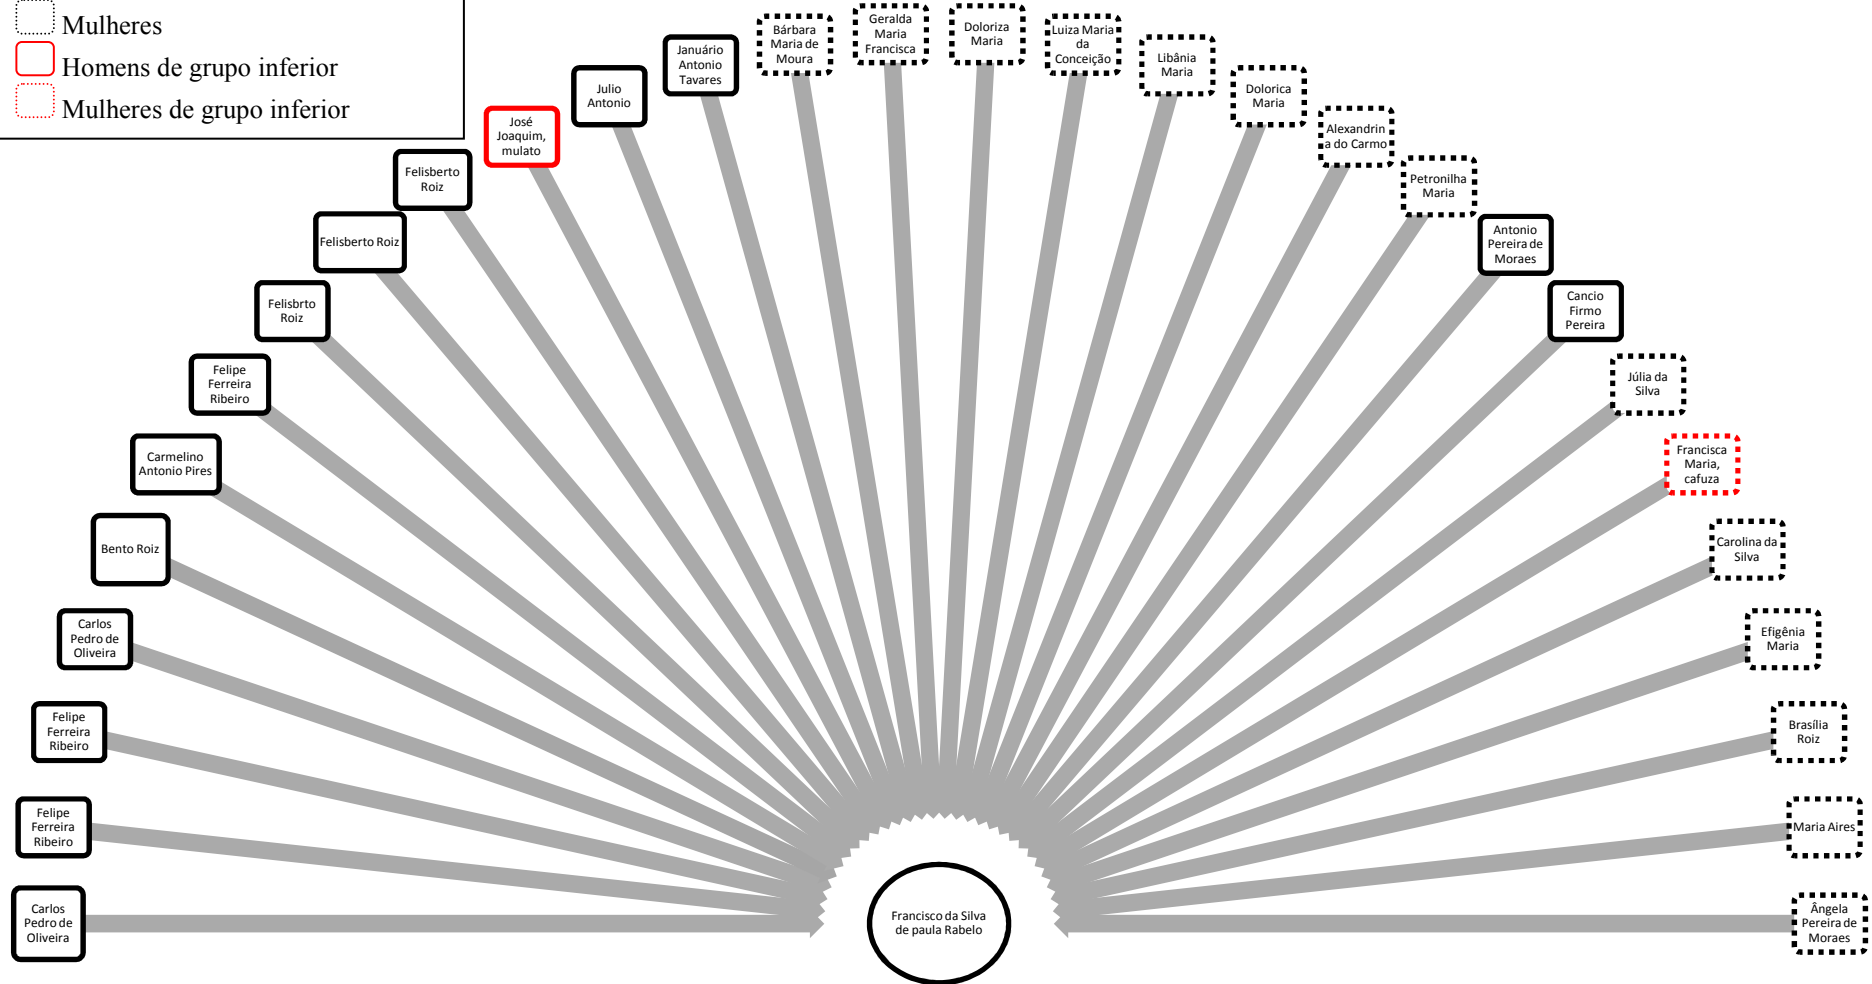 Mulheres
Homens de grupo inferior
Mulheres de grupo inferior
Carlos
Pedro de
Oliveira
Felipe
Ferreira
Ribeiro
Felipe
Ferreira
Ribeiro
Carlos
Pedro de
Oliveira
Bento Roiz
Carmelino
Antonio Pires
Felipe
Ferreira
Ribeiro
Felisbrto
Roiz
Felisberto Roiz
Felisberto
Roiz
José
Joaquim,
mulato
Julio
Antonio
Januário
Antonio
Tavares
Bárbara
Maria de
Moura
Geralda
Maria
Francisca
Doloriza
Maria
Luiza Maria
da
Conceição
Libânia
Maria
Dolorica
Maria
Alexandrin
a do Carmo
Petronilha
Maria
Antonio
Pereira de
Moraes
Cancio
Firmo
Pereira
Júlia da
Silva
Francisca
Maria,
cafuza
Carolina da
Silva
Efigênia
Maria
Brasília
Roiz
Maria Aires
Ângela
Pereira de
Moraes
Francisco da Silva
de paula Rabelo